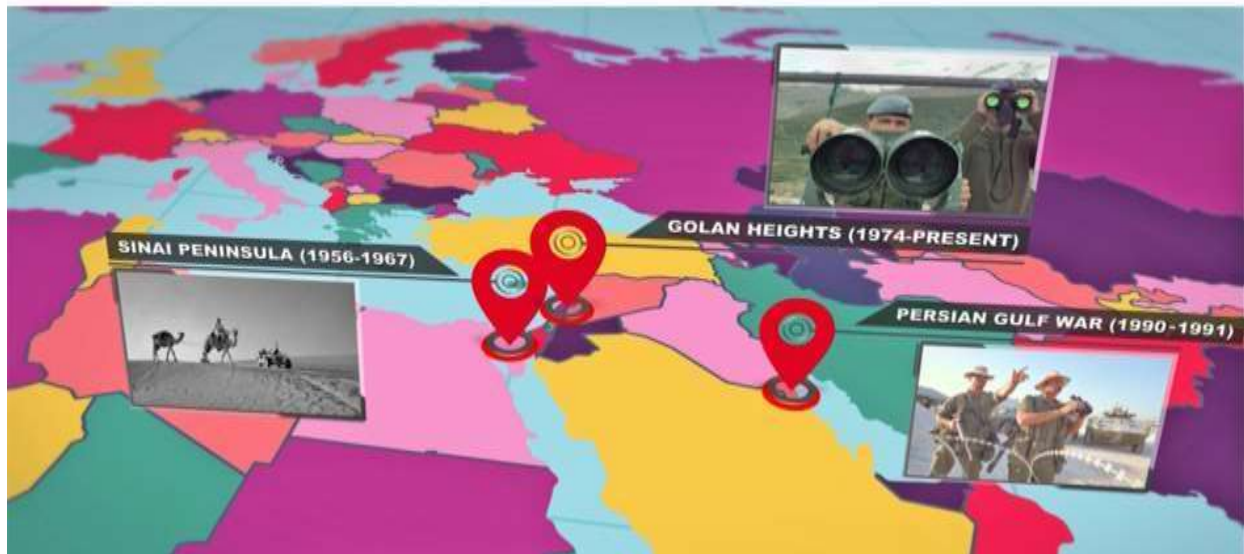 GOLAN HEIGHTS (1974-PRESENT)
SINAI PENINSULA (1956-1967)
PERSIAN GULF WAR (1990-1991)